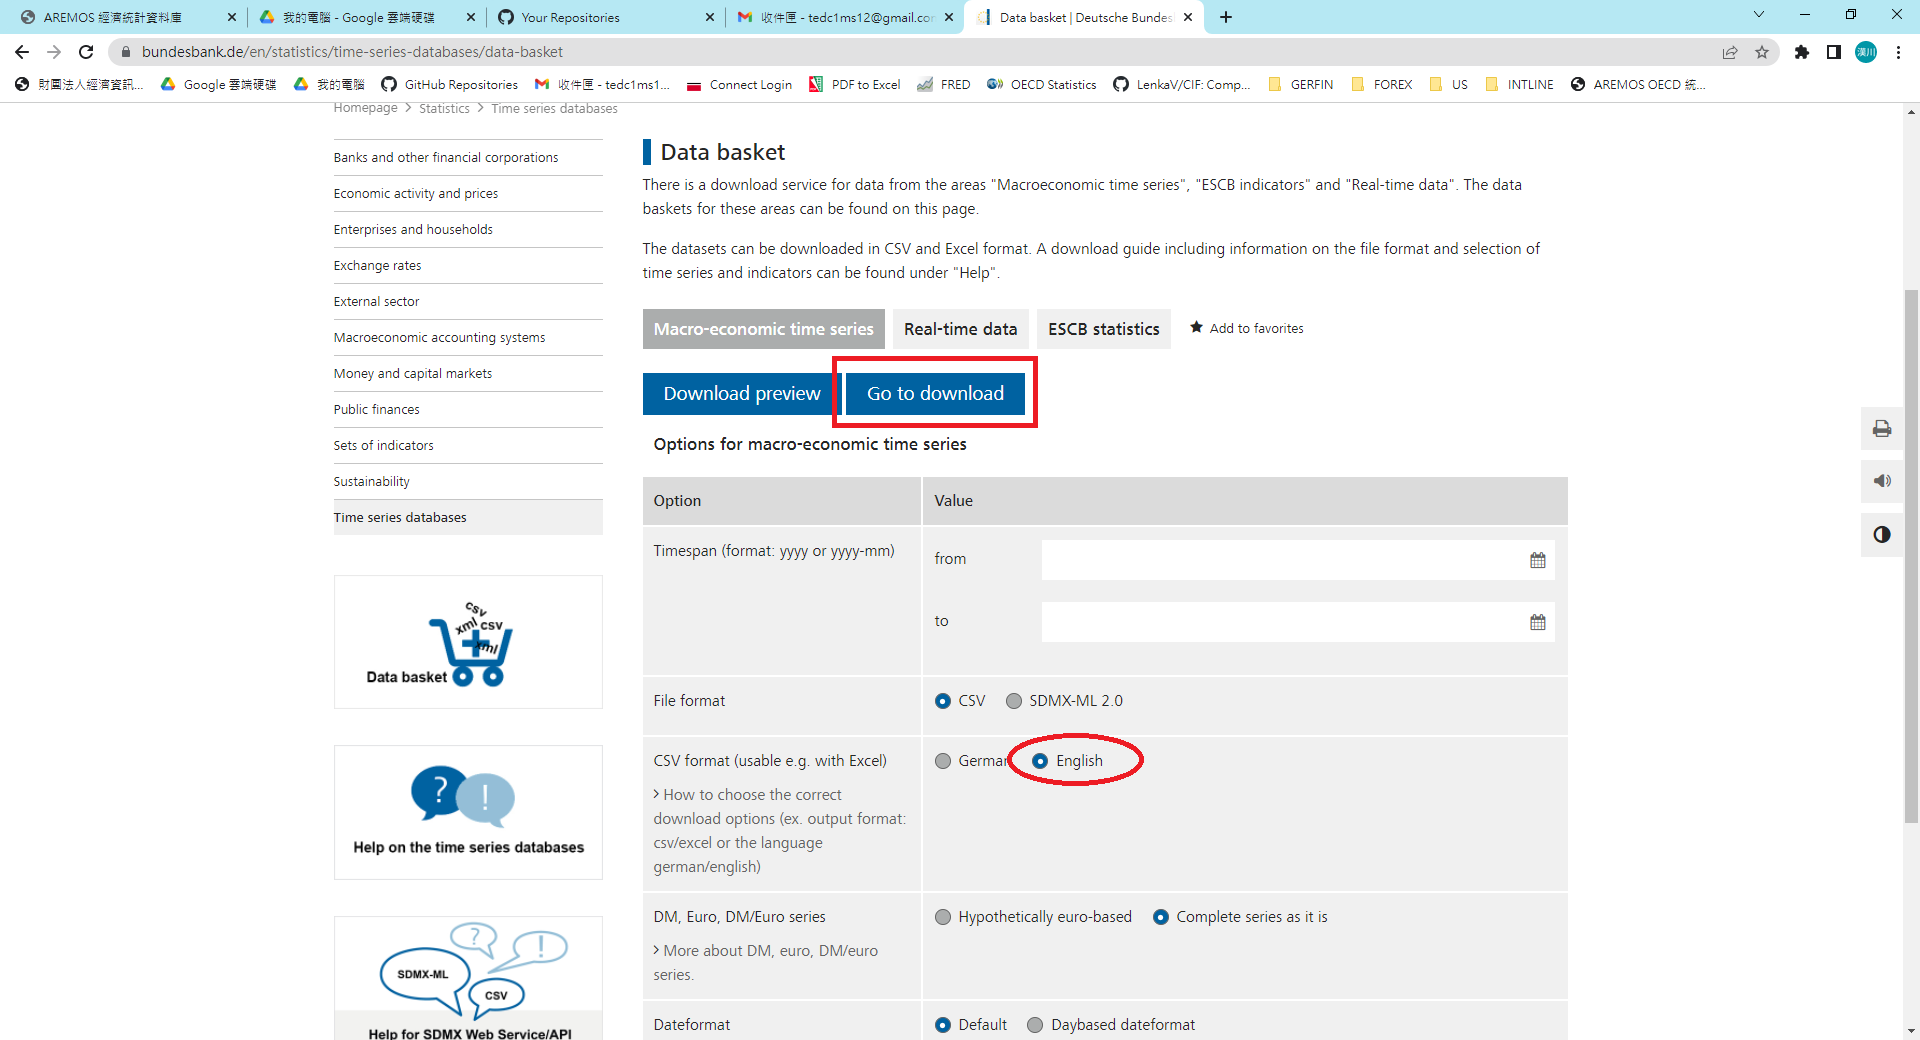 AREMOS 經濟統計資料庫
我的電腦 - Google 雲端硬碟
Your Repositories
收件匣 - tedc1ms12@gmail.co
Data basket | Deutsche Bundes
bundesbank.de/en/statistics/time-series-databases/data-basket
漢川
財團法人經濟資訊...
Google 雲端硬碟
我的電腦
GitHub Repositories
收件匣 - tedc1ms1...
Connect Login
PDF to Excel
FRED
OECD Statistics
LenkaV/CIF: Comp...
GERFIN
FOREX
US
INTLINE
AREMOS OECD 統...
Homepage > Statistics > Time series databases
Banks and other financial corporations
Economic activity and prices
Enterprises and households
Exchange rates
External sector
Macroeconomic accounting systems
Money and capital markets
Public finances
Sets of indicators
Sustainability
Time series databases
csv
xml csv
xml
Data basket
? !
Help on the time series databases
? !
SDMX-ML
CSV
Help for SDMX Web Service/API
Data basket
There is a download service for data from the areas "Macroeconomic time series", "ESCB indicators" and "Real-time data". The data
baskets for these areas can be found on this page.
The datasets can be downloaded in CSV and Excel format. A download guide including information on the file format and selection of
time series and indicators can be found under "Help".
Macro-economic time series
Real-time data
ESCB statistics
Add to favorites
Download preview
Go to download
Options for macro-economic time series
Option
Value
Timespan (format: yyyy or yyyy-mm)
from
to
File format
CSV
SDMX-ML 2.0
CSV format (usable e.g. with Excel)
German
English
> How to choose the correct
download options (ex. output format:
csv/excel or the language
german/english)
DM, Euro, DM/Euro series
Hypothetically euro-based
Complete series as it is
> More about DM, euro, DM/euro
series.
Dateformat
Default
Daybased dateformat